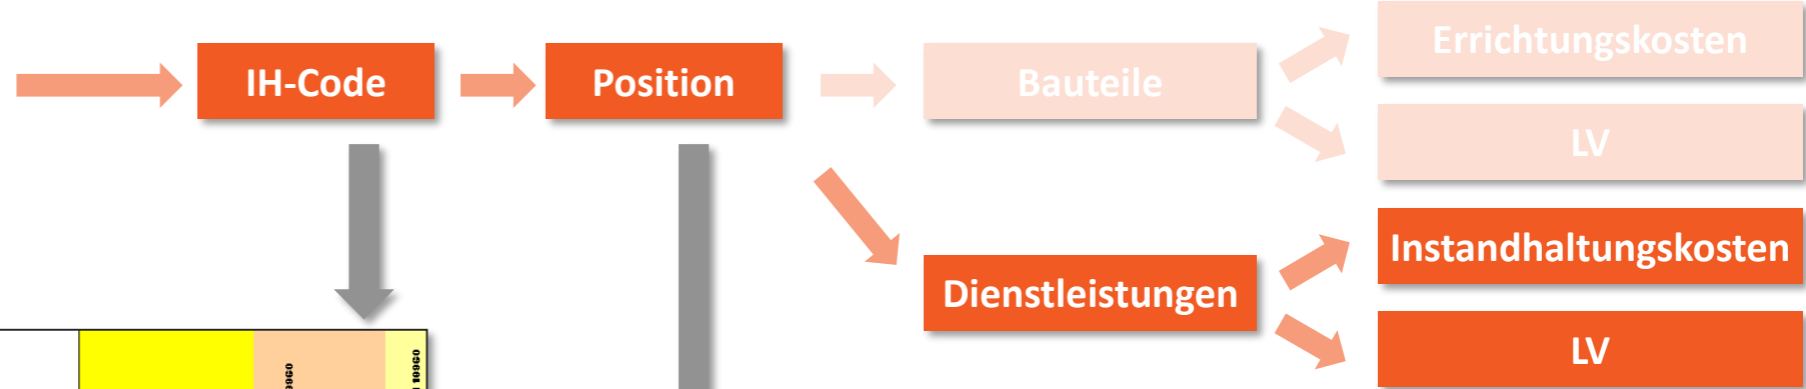 Errichtungskosten
IH-Code
Position
Bauteile
LV
Instandhaltungskosten
Dienstleistungen
LV